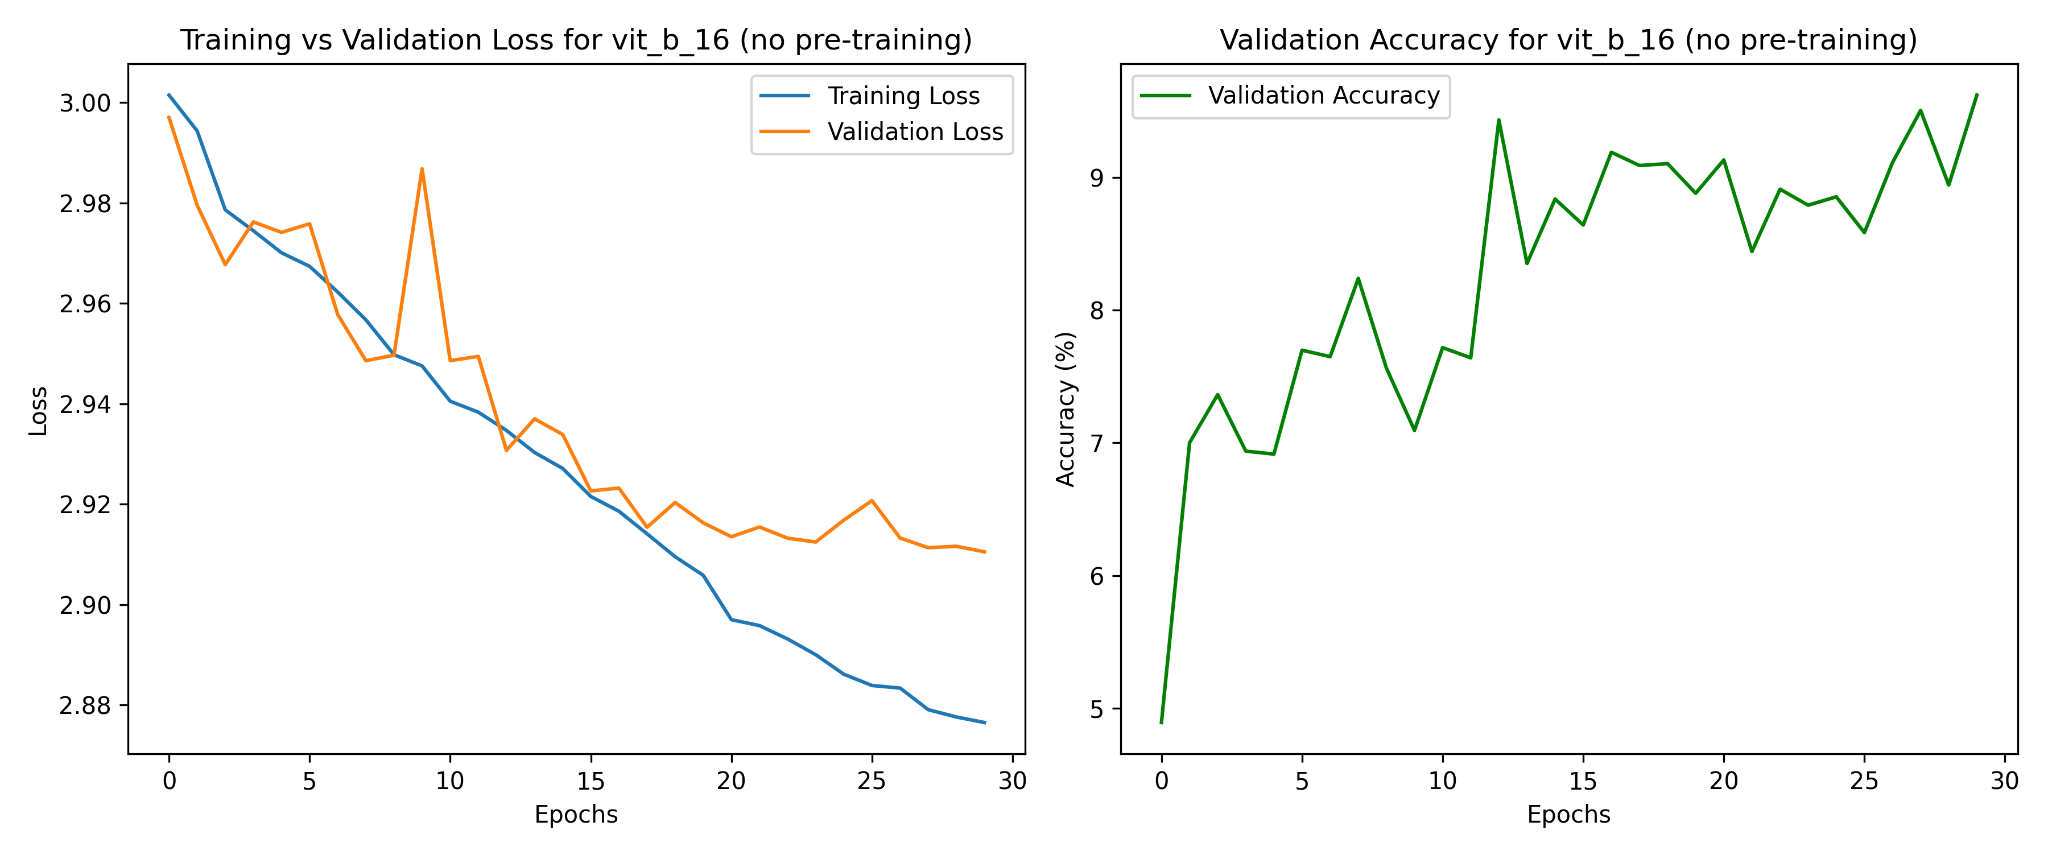 Training vs Validation Loss for vit_b_16 (no pre-training)
Training Loss
Validation Loss
3.00
2.98
2.96
2.94
2.92
2.90
2.88
Loss
0 5 10 15 20 25 30
Epochs
Validation Accuracy for vit_b_16 (no pre-training)
Validation Accuracy
9
8
7
6
5
Accuracy (%)
0 5 10 15 20 25 30
Epochs